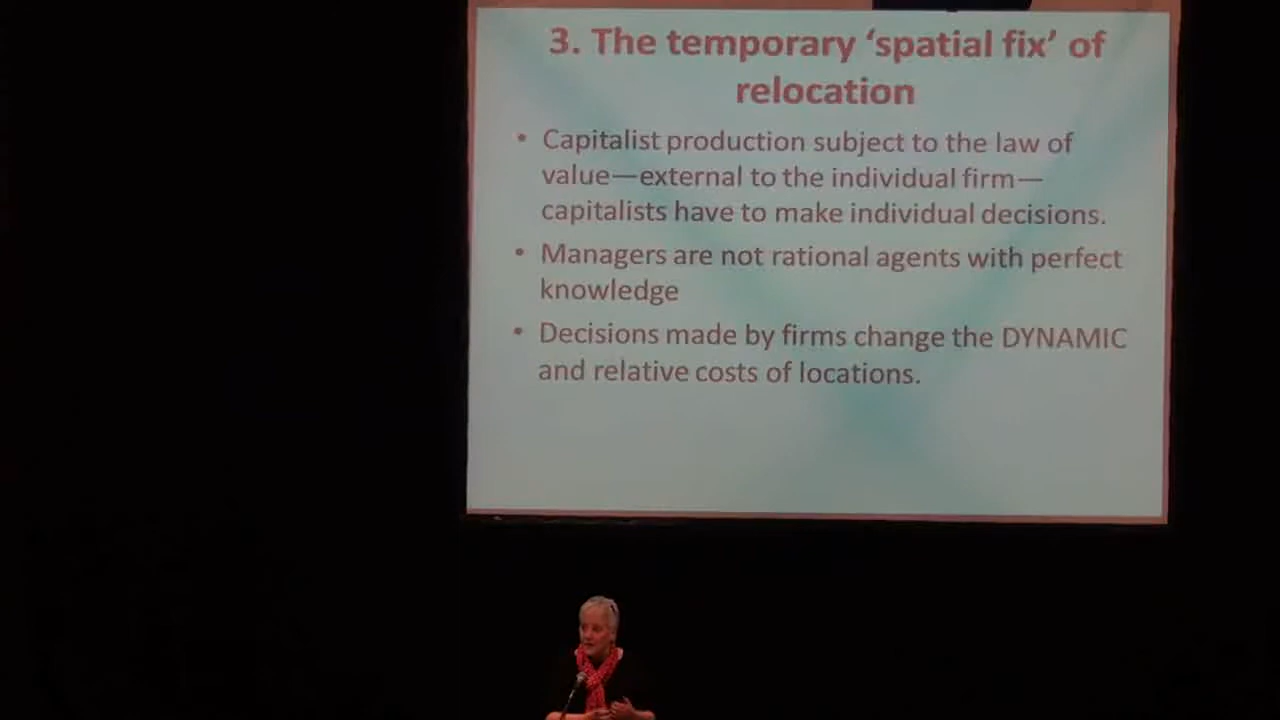 3. The temporary ‘spatial fix’ of
relocation
• Capitalist production subject to the law of
value—external to the individual firm—
capitalists have to make individual decisions.
• Managers are not rational agents with perfect
knowledge
• Decisions made by firms change the DYNAMIC
and relative costs of locations.